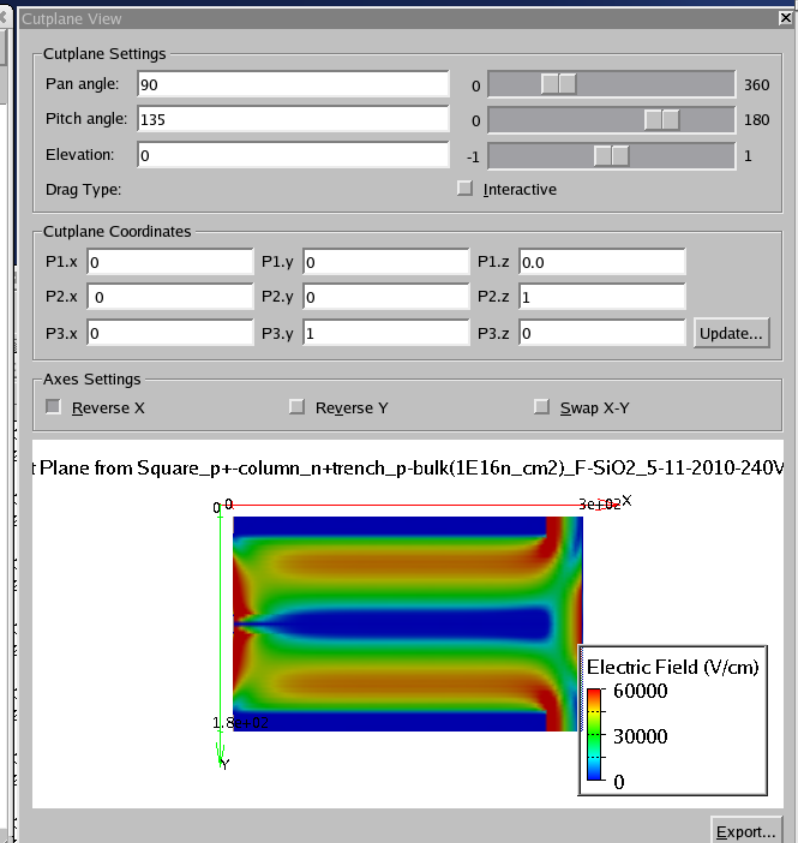 Cutplane View
Cutplane Settings
Pan angle: 90 0 360
Pitch angle: 135 0 180
Elevation: 0 -1 1
Drag Type: Interactive
Cutplane Coordinates
P1.x 0 P1.y 0 P1.z 0.0
P2.x 0 P2.y 0 P2.z 1
P3.x 0 P3.y 1 P3.z 0 Update...
Axes Settings
Reverse X Reverse Y Swap X-Y
t Plane from Square_p+-column_n+trench_p-bulk(1E16n_cm2)_F-SiO2_5-11-2010-240V
0 0 3e+02 X
Electric Field (V/cm)
60000
30000
0
1.8e+02
Y
Export...